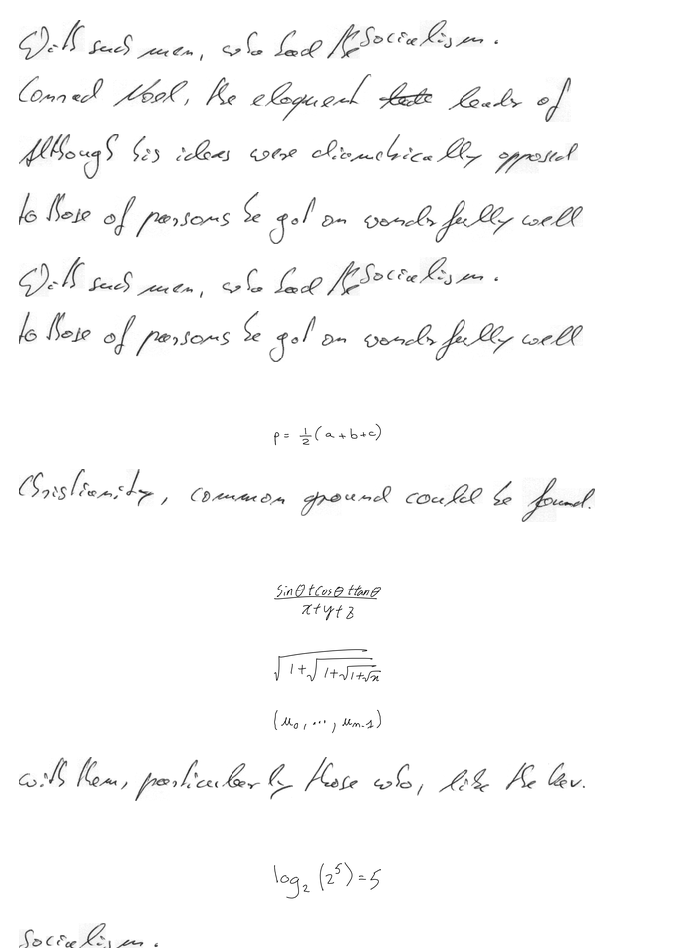 With such men, who had the Socialism.
Conrad Noel, the eloquent leader of
Although his ideas were diametrically opposed
to those of parsons he got on wonderfully well
With such men, who had the Socialism.
to those of parsons he got on wonderfully well
p = \frac{1}{2}(a+b+c)
Christianity, common ground could be found.
\frac{\sin\theta+\cos\theta+\tan\theta}{x+y+z}
\sqrt{1+\sqrt{1+\sqrt{1+\sqrt{x}}}}
(u_0, \cdots, u_{n-1})
with them, particularly those who, like the Rev.
\log_2(2^5)=5
Socialism.